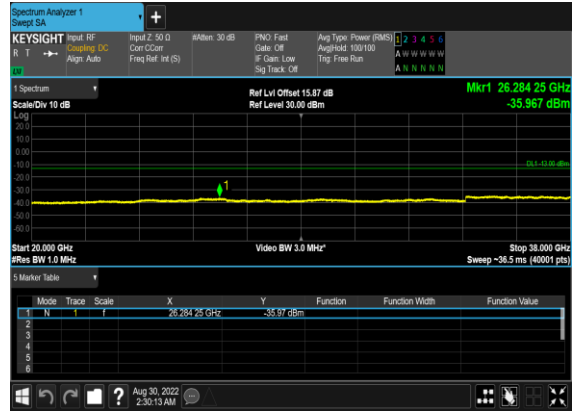 Spectrum Analyzer 1
Swept SA
+
KEYSIGHT Input: RF Input Z: 50 Ω #Atten: 30 dB PNO: Fast Avg Type: Power (RMS) 1 2 3 4 5 6
R T Coupling: DC Corr CCorr Gate: Off Avg|Hold: 100/100 A W W W W W
Align: Auto Freq Ref: Int (S) IF Gain: Low Trig: Free Run
Sig Track: Off A N N N N N
1 Spectrum Ref Lvl Offset 15.87 dB Mkr1 26.284 25 GHz
Scale/Div 10 dB Ref Level 30.00 dBm -35.967 dBm
Log
20.0
10.0
0.00
-10.0 DL1 -13.00 dBm
-20.0
-30.0 1
-40.0
-50.0
-60.0
Start 20.000 GHz Video BW 3.0 MHz* Stop 38.000 GHz
#Res BW 1.0 MHz Sweep ~36.5 ms (40001 pts)
5 Marker Table
Mode Trace Scale X Y Function Function Width Function Value
1 N 1 f 26.284 25 GHz -35.97 dBm
2
3
4
5
6
? Aug 30, 2022
2:30:13 AM